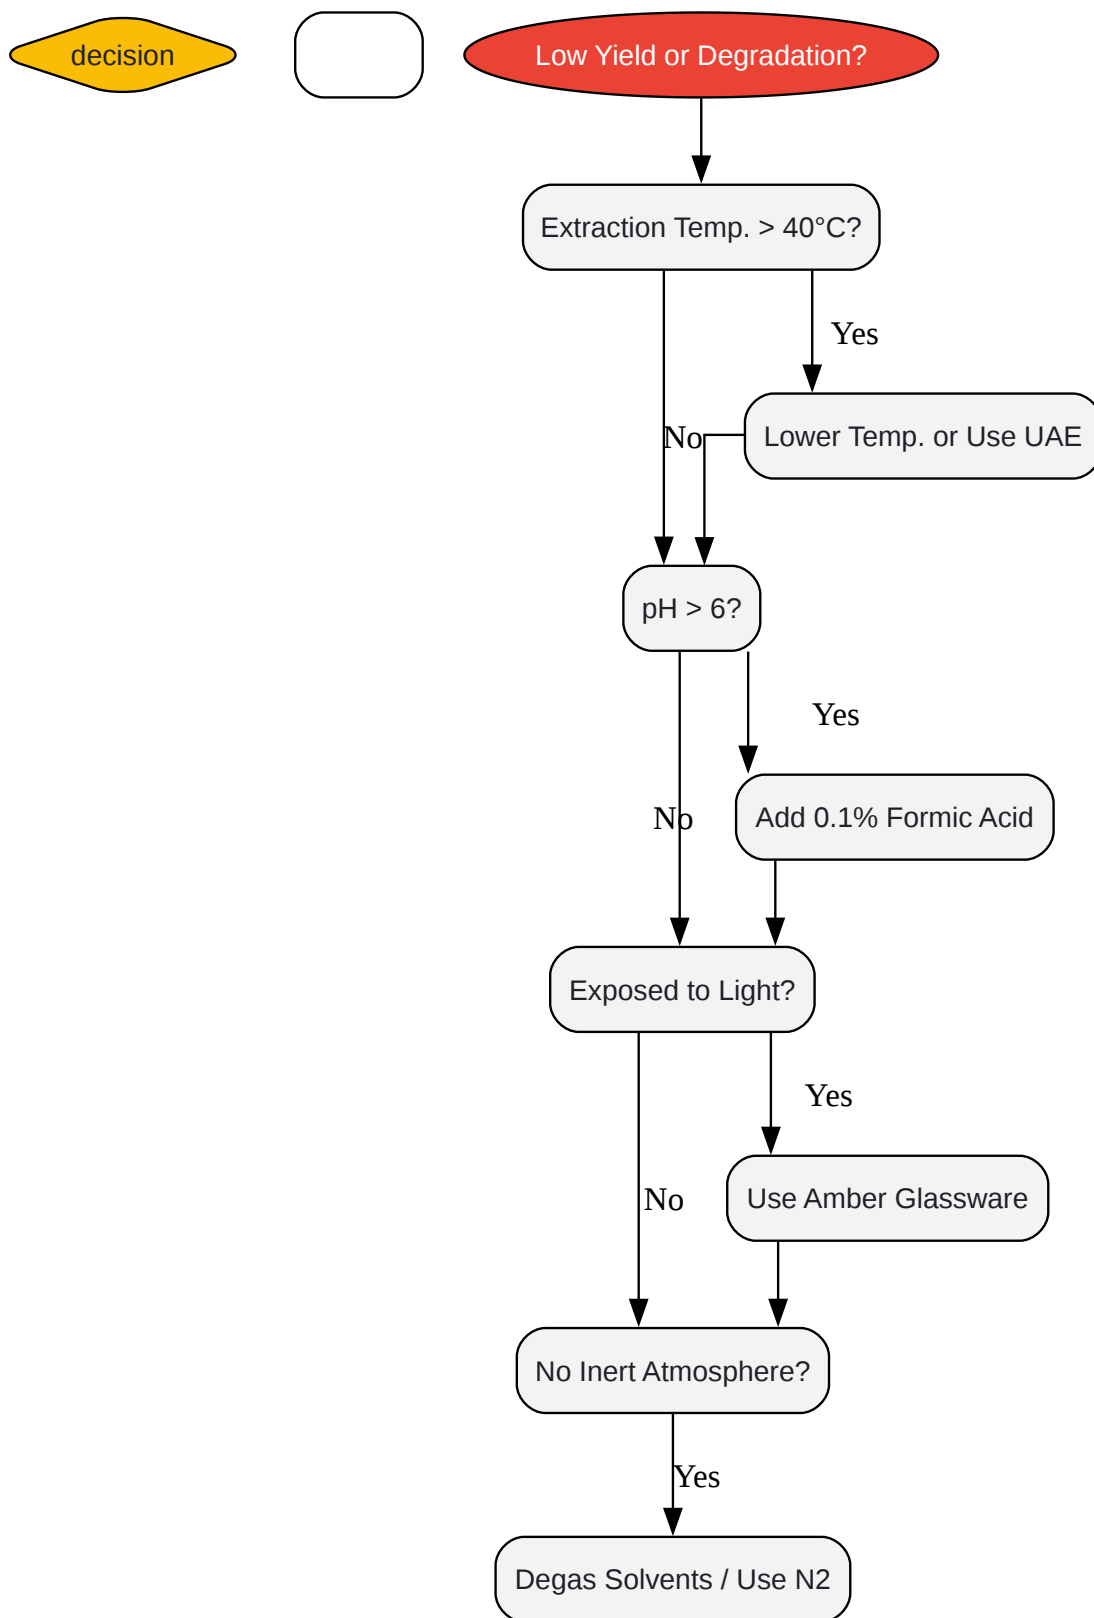 decision
Low Yield or Degradation?
Extraction Temp. > 40°C?
Yes
No
Lower Temp. or Use UAE
pH > 6?
Yes
No
Add 0.1% Formic Acid
Exposed to Light?
Yes
No
Use Amber Glassware
No Inert Atmosphere?
Yes
Degas Solvents / Use N2